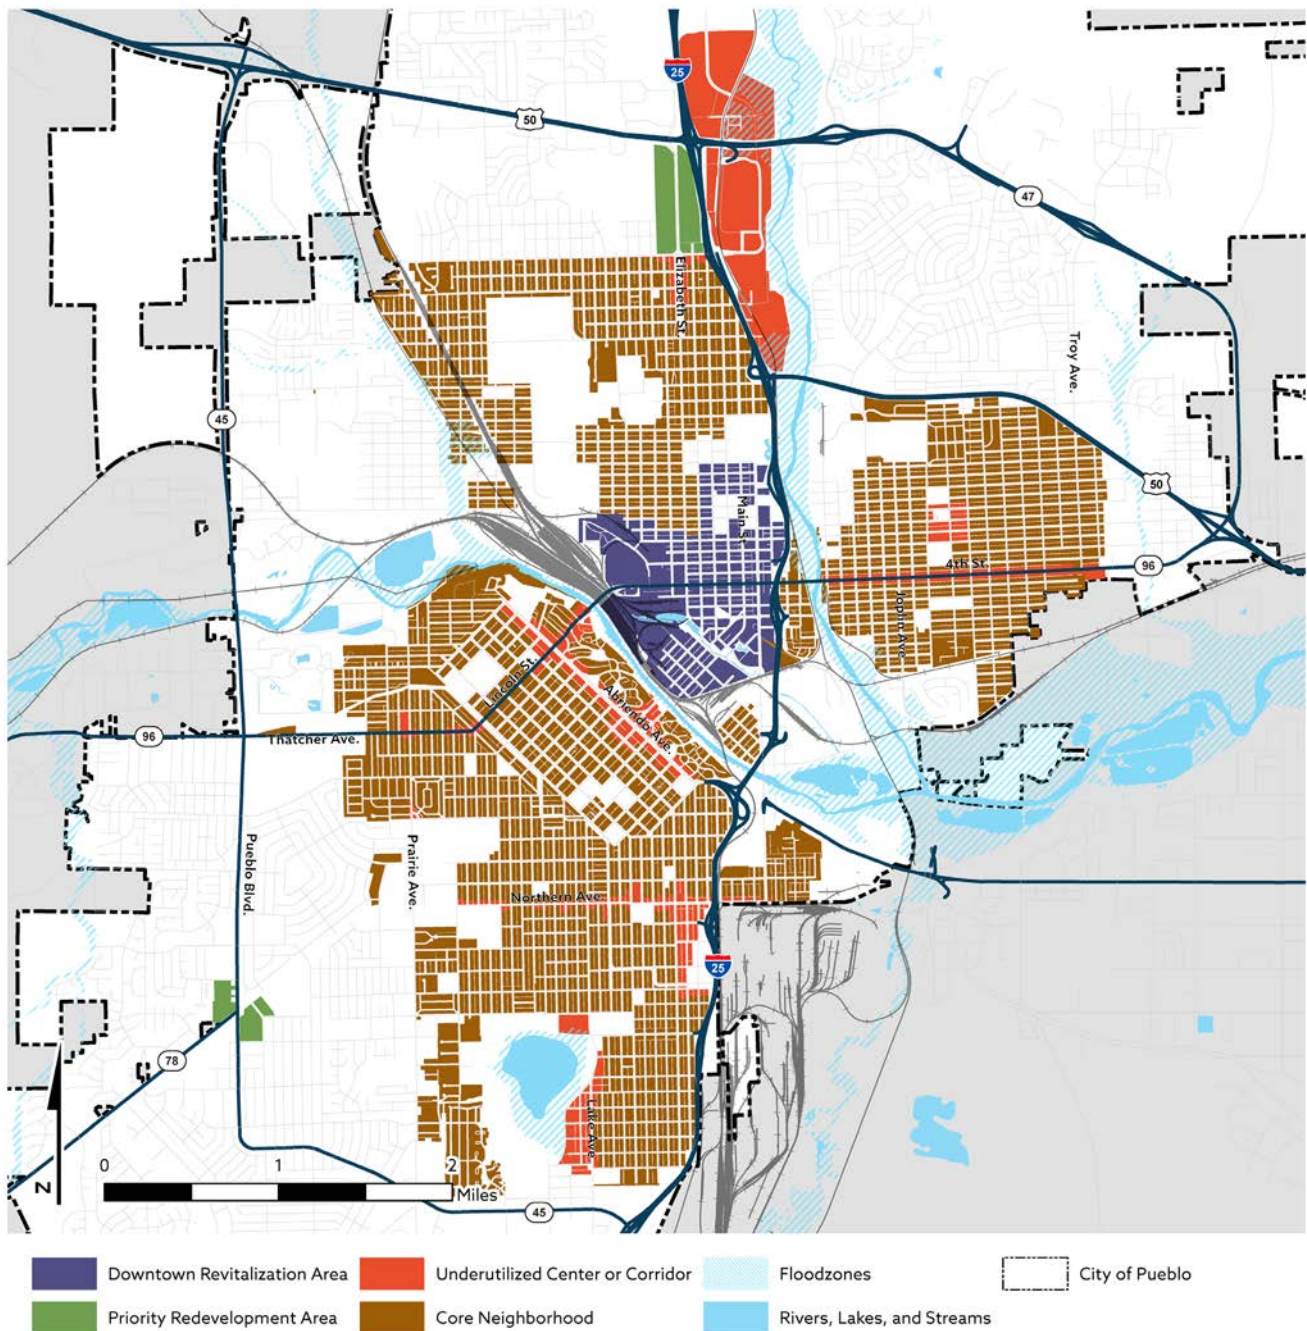 25
50
47
Elizabeth St.
Troy Ave.
45
50
Main St.
4th St.
96
Joplin Ave.
Lincoln St.
Abriendo Ave.
96
Thatcher Ave.
Pueblo Blvd.
Prairie Ave.
Northern Ave.
25
78
Lake Ave.
N
0 1 2
Miles
45
Downtown Revitalization Area
Underutilized Center or Corridor
Floodzones
City of Pueblo
Priority Redevelopment Area
Core Neighborhood
Rivers, Lakes, and Streams